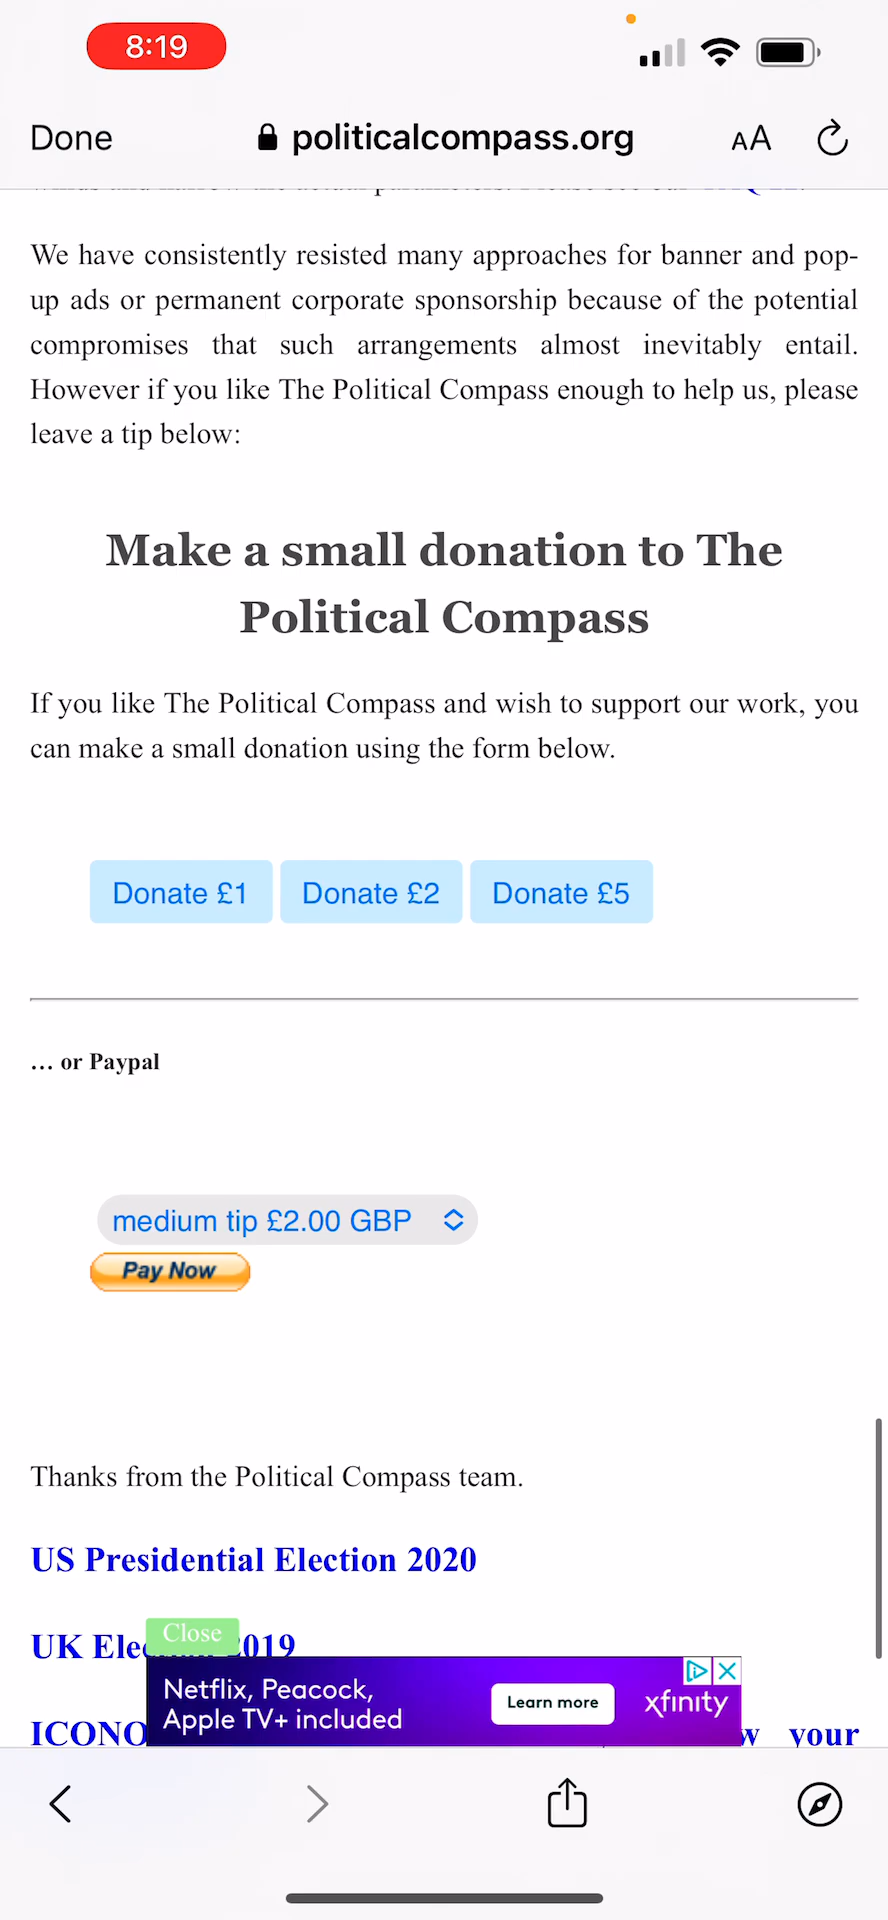 8:19
Done
politicalcompass.org
AA
We have consistently resisted many approaches for banner and pop-
up ads or permanent corporate sponsorship because of the potential
compromises that such arrangements almost inevitably entail.
However if you like The Political Compass enough to help us, please
leave a tip below:
Make a small donation to The
Political Compass
If you like The Political Compass and wish to support our work, you
can make a small donation using the form below.
Donate £1 Donate £2 Donate £5
... or Paypal
medium tip £2.00 GBP
Pay Now
Thanks from the Political Compass team.
US Presidential Election 2020
Close
UK 2019
Netflix, Peacock,
Apple TV+ included
Learn more
xfinity
your